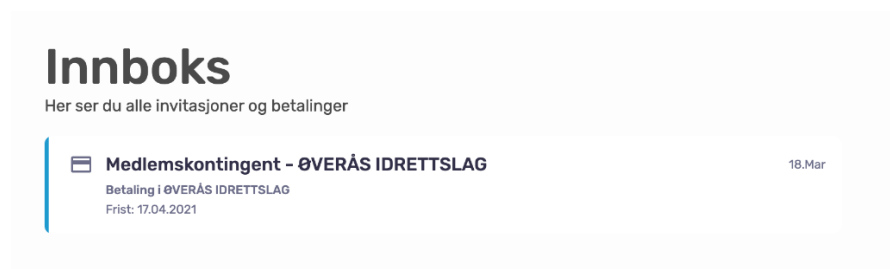 Innboks
Her ser du alle invitasjoner og betalinger
Medlemskontingent - ØVERÅS IDRETTSLAG
18.Mar
Betaling i ØVERÅS IDRETTSLAG
Frist: 17.04.2021